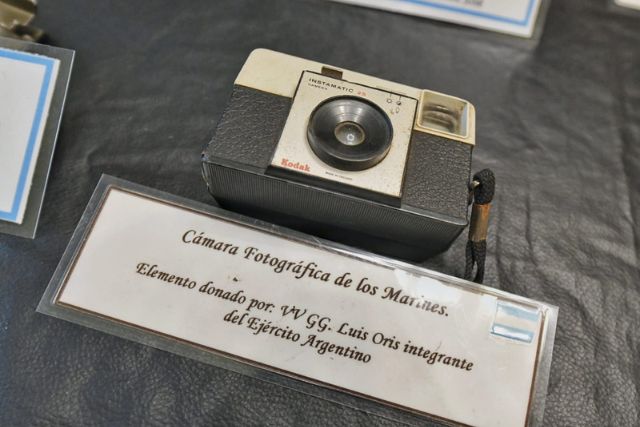 INSTAMATIC 25
CAMERA
Kodak
Cámara Fotográfica de los Marines.
Elemento donado por: VV GG. Luis Oris integrante
del Ejército Argentino